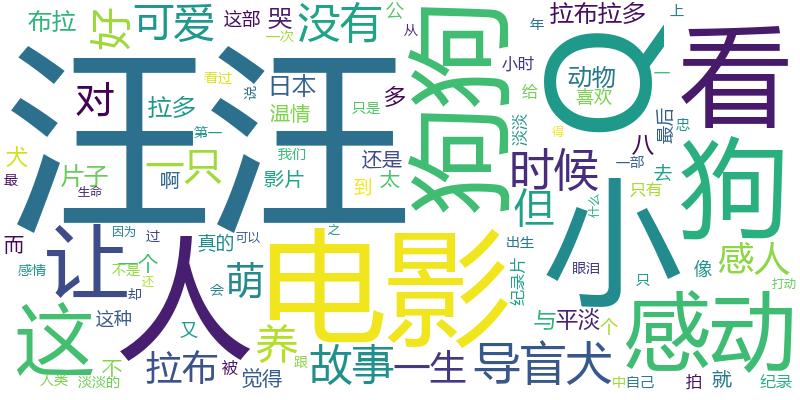 布拉
好
可爱
这部
哭
没有
公
从
一次
狗狗
Q
年
拉布拉多
上
看
汪汪
对
拉多
看过
说
日本
温情
只是
多
小时
给
动物
喜欢
一
最后
忠
犬
最
片子
生命
一只
啊
第一
我们
影片
还是
到
太
淡淡
时候
八
一部
去
只有
狗
而
让
因为
过
一个
感情
不是
还
却
人
真的
可以
萌
会
之
电影
但
出生
纪录片
小
什么
眼泪
只
像
感人
打动
这
这种
又
不
人类
淡淡的
拉布
被
养
觉得
跟
故事
一生
与
平淡
个
导盲犬
中
自己
感动
拍
就
纪录
得